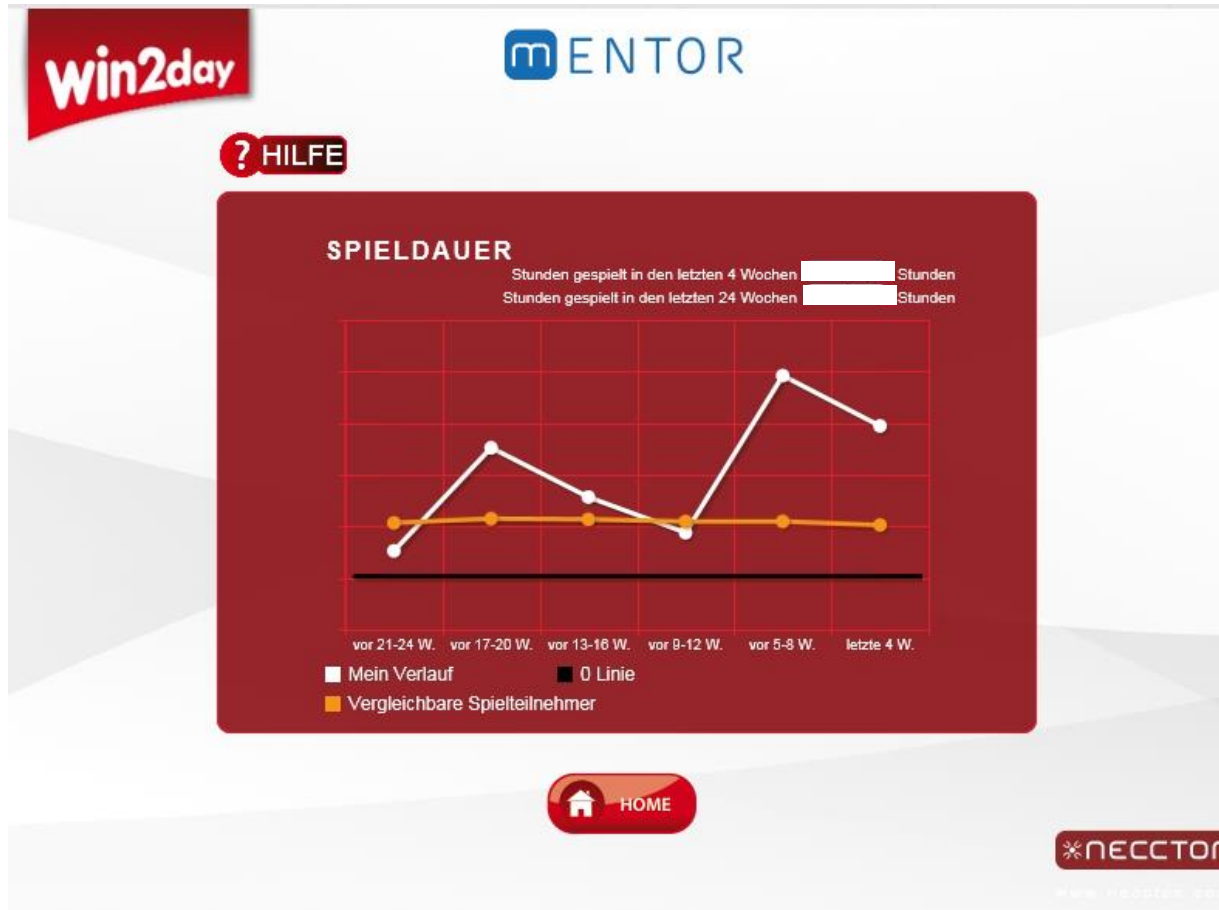 win2day
mENTOR
? HILFE
SPIELDAUER
Stunden gespielt in den letzten 4 Wochen Stunden
Stunden gespielt in den letzten 24 Wochen Stunden
vor 21-24 W. vor 17-20 W. vor 13-16 W. vor 9-12 W. vor 5-8 W. letzte 4 W.
Mein Verlauf 0 Linie
Vergleichbare Spielteilnehmer
HOME
NECCTON